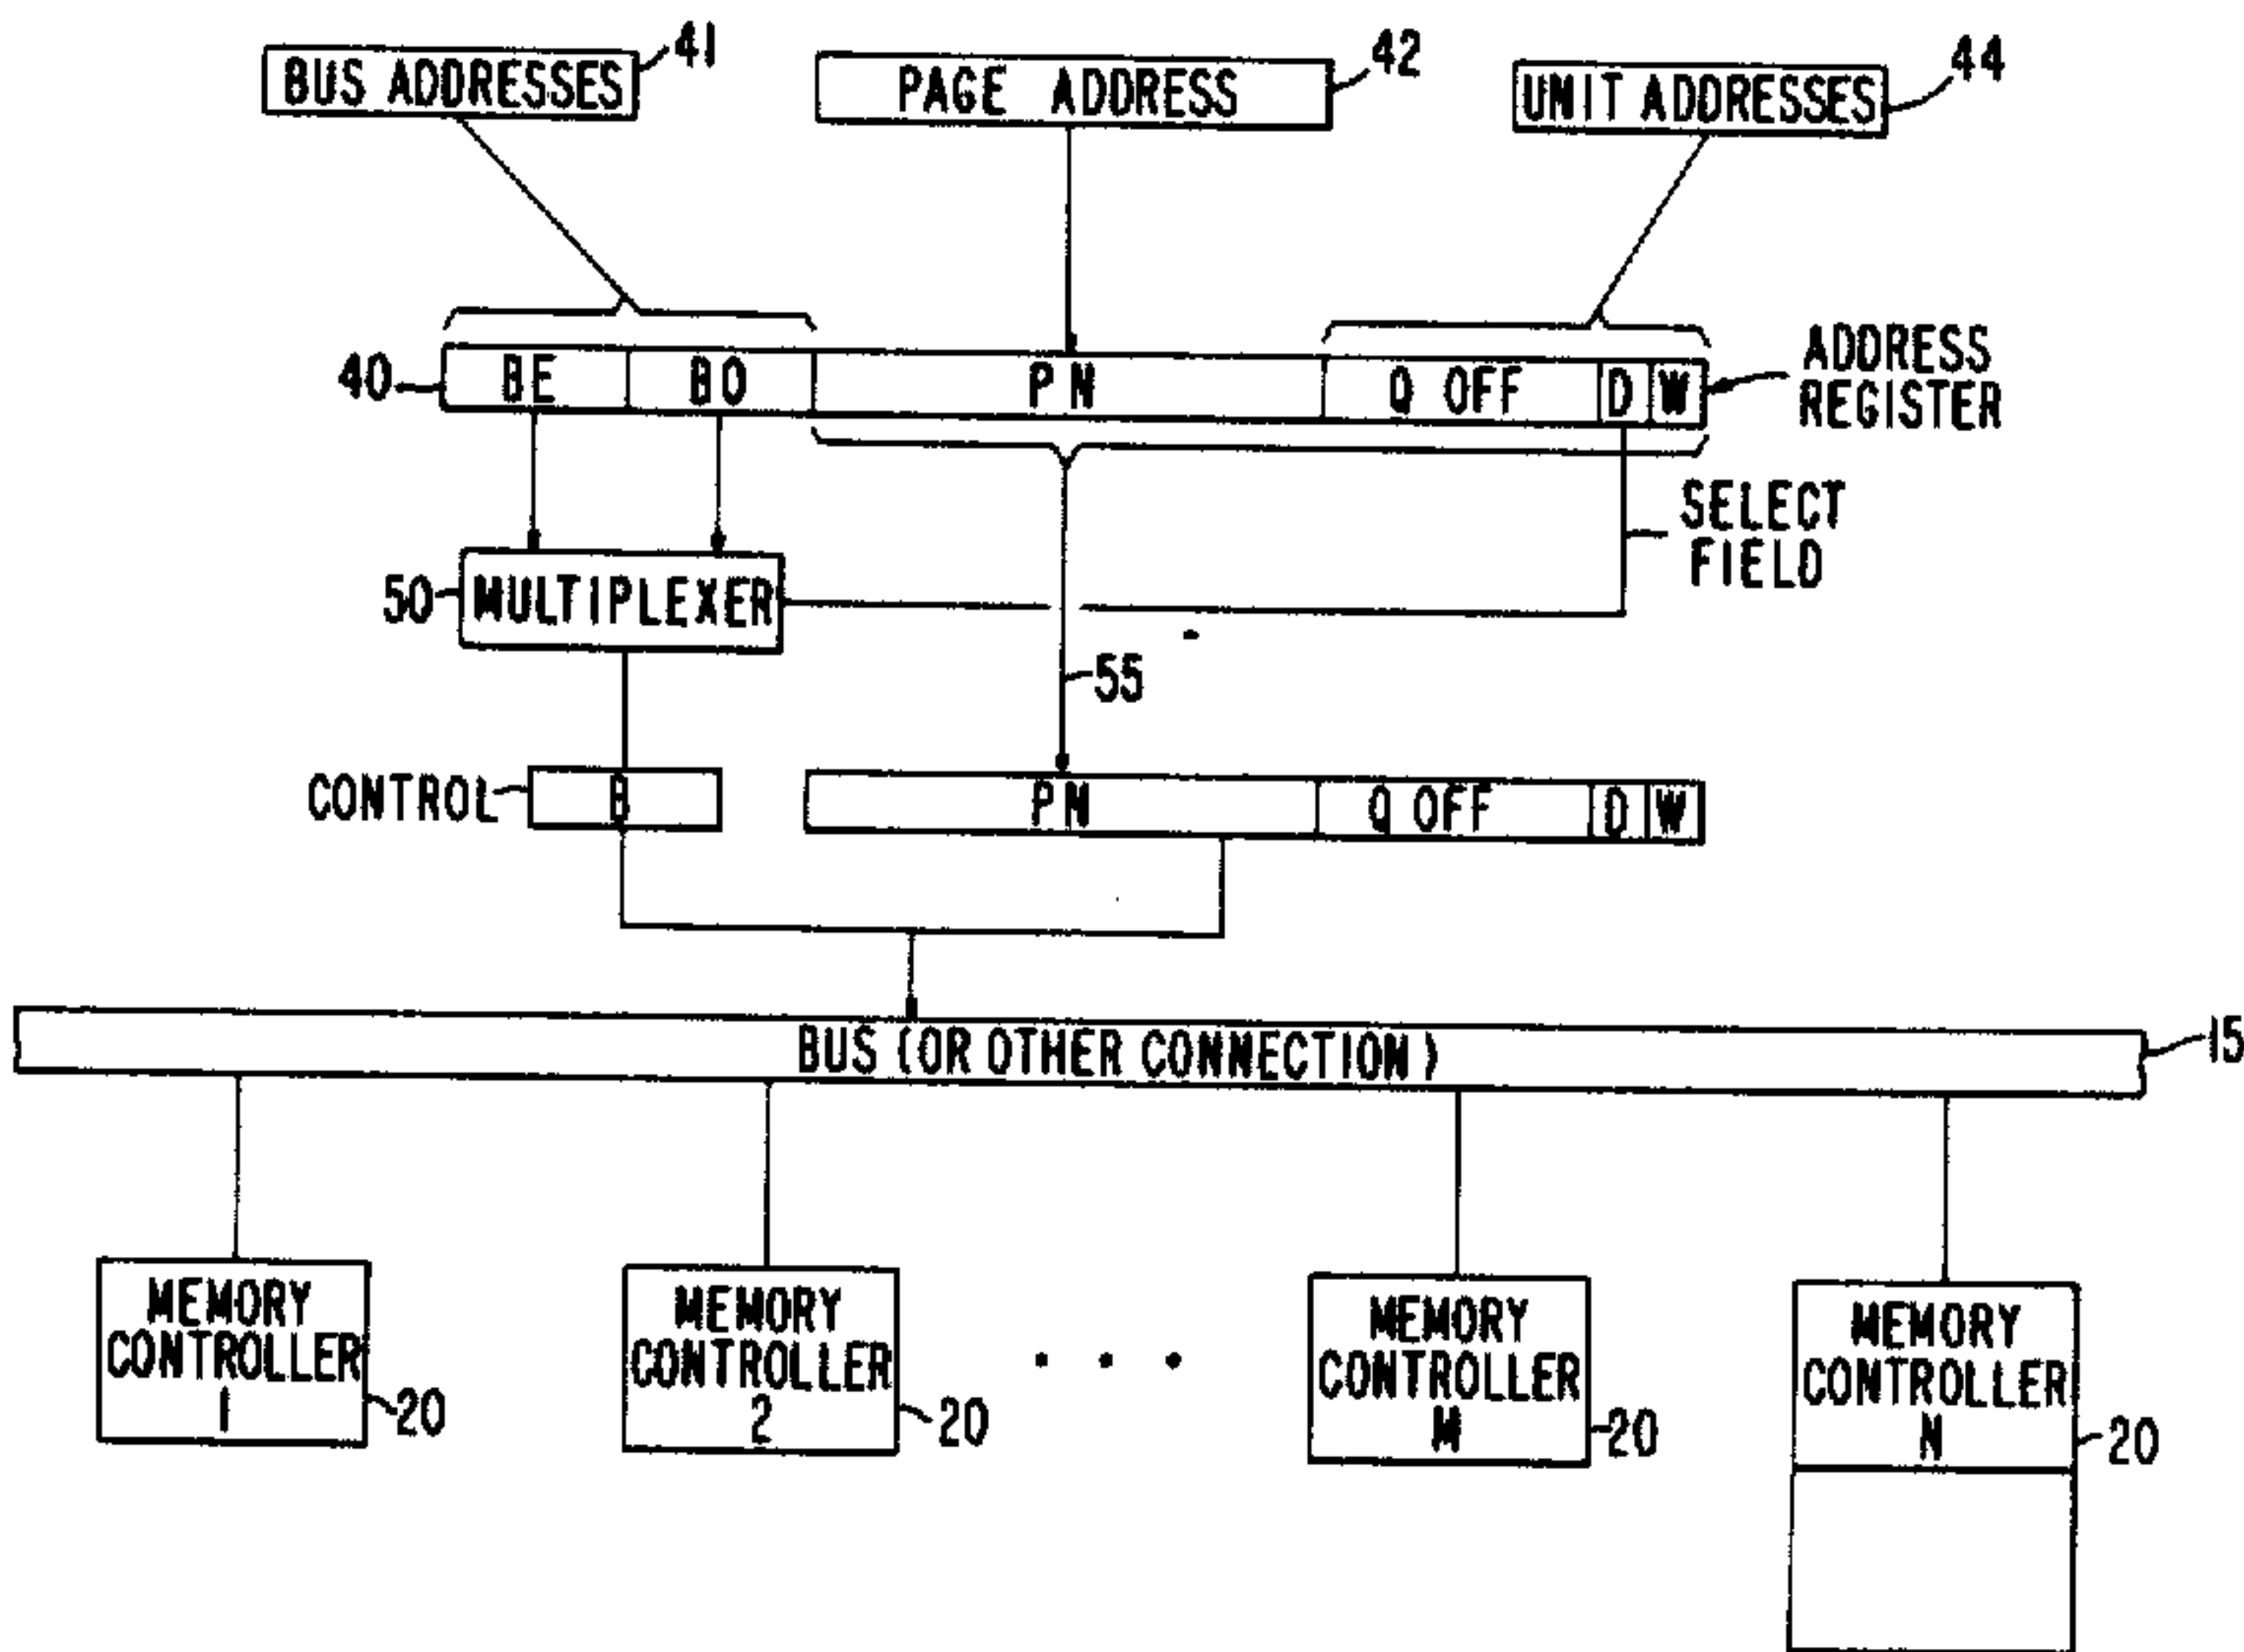 41
42
44
BUS ADDRESSES
PAGE ADDRESS
UNIT ADDRESSES
40
BE
BO
PN
Q OFF
D
W
ADDRESS
REGISTER
SELECT
FIELD
50
MULTIPLEXER
55
CONTROL
B
PN
Q OFF
D
W
BUS (OR OTHER CONNECTION)
15
MEMORY
CONTROLLER
1
20
MEMORY
CONTROLLER
2
20
• • •
MEMORY
CONTROLLER
M
20
MEMORY
CONTROLLER
N
20